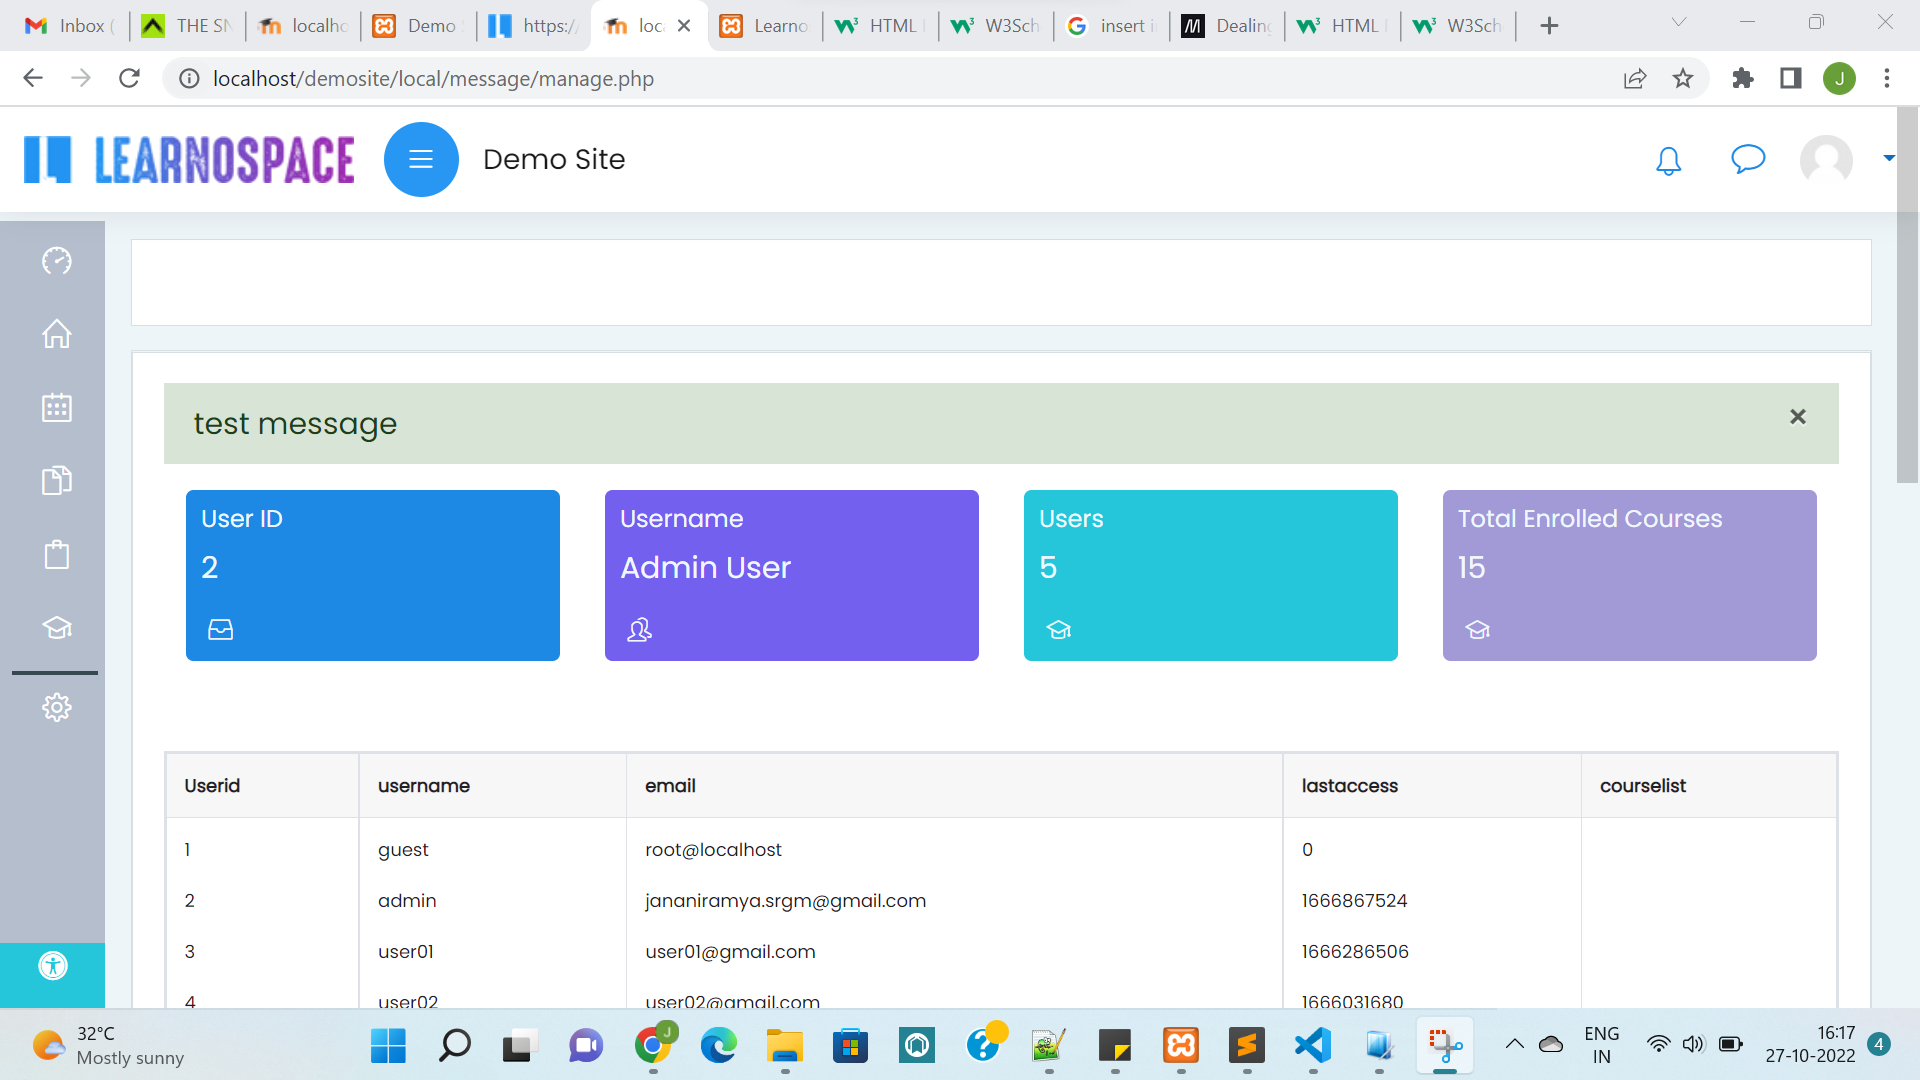 Inbox (
THE SN
localho
Demo S
https:/
loc
Learno
HTML
W3Sch
insert i
Dealing
HTML
W3Sch
localhost/demosite/local/message/manage.php
J
LEARNOSPACE
Demo Site
test message
User ID
2
Username
Admin User
Users
5
Total Enrolled Courses
15
Userid username email lastaccess courselist
1 guest root@localhost 0
2 admin jananiramya.srgm@gmail.com 1666867524
3 user01 user01@gmail.com 1666286506
4 user02 user02@gmail.com 1666031680
32°C
Mostly sunny
J
ENG
IN
16:17
27-10-2022
4